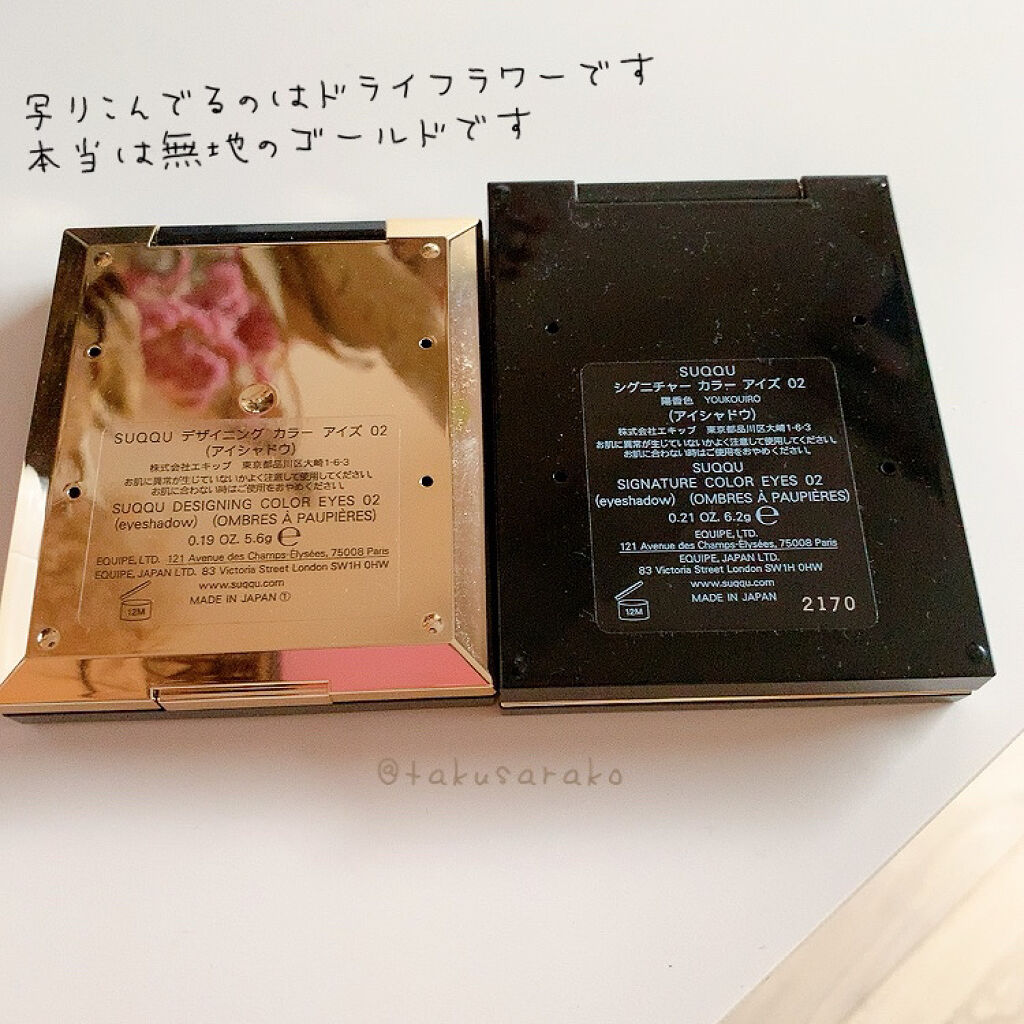 写りこんでるのはドライフラワーです
本当は無地のゴールドです
SUQQU デザイニング カラー アイズ 02
(アイシャドウ)
株式会社エキップ 東京都品川区大崎1-6-3
お肌に異常が生じていないかよく注意して使用してください。
お肌に合わない時はご使用をおやめください。
SUQQU DESIGNING COLOR EYES 02
(eyeshadow) (OMBRES À PAUPIÈRES)
0.19 OZ. 5.6g ℮
EQUIPE, LTD. 121 Avenue des Champs-Élysées, 75008 Paris
EQUIPE, JAPAN LTD. 83 Victoria Street London SW1H 0HW
www.suqqu.com
MADE IN JAPAN ①
12M
SUQQU
シグニチャー カラー アイズ 02
陽香色 YOUKOUIRO
(アイシャドウ)
株式会社エキップ 東京都品川区大崎1-6-3
お肌に異常が生じていないかよく注意して使用してください。
お肌に合わない時はご使用をおやめください。
SUQQU
SIGNATURE COLOR EYES 02
(eyeshadow) (OMBRES À PAUPIÈRES)
0.21 OZ. 6.2g ℮
EQUIPE, LTD.
121 Avenue des Champs-Élysées, 75008 Paris
EQUIPE, JAPAN LTD.
83 Victoria Street London SW1H 0HW
www.suqqu.com
MADE IN JAPAN
12M
2170
@takusarako